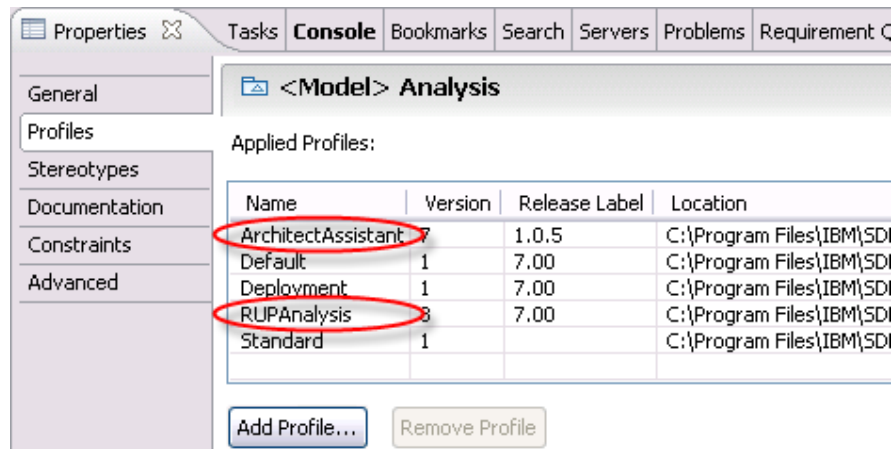 Properties Tasks Console Bookmarks Search Servers Problems Requirement Q
General
Profiles
Stereotypes
Documentation
Constraints
Advanced
<Model> Analysis
Applied Profiles:
Name Version Release Label Location
ArchitectAssistant 7 1.0.5 C:\Program Files\IBM\SD
Default 1 7.00 C:\Program Files\IBM\SD
Deployment 1 7.00 C:\Program Files\IBM\SD
RUPAnalysis 3 7.00 C:\Program Files\IBM\SD
Standard 1 C:\Program Files\IBM\SD
Add Profile... Remove Profile